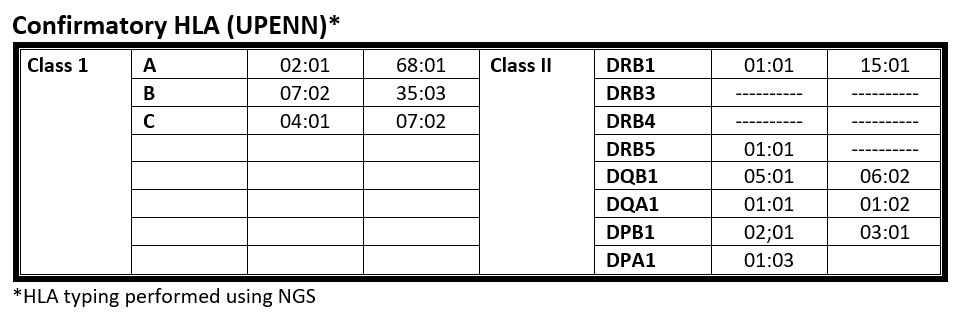 Confirmatory HLA (UPENN)*
Class 1 A 02:01 68:01 Class II DRB1 01:01 15:01
B 07:02 35:03 DRB3 ---------- ----------
C 04:01 07:02 DRB4 ---------- ----------
DRB5 01:01 ----------
DQB1 05:01 06:02
DQA1 01:01 01:02
DPB1 02;01 03:01
DPA1 01:03
*HLA typing performed using NGS